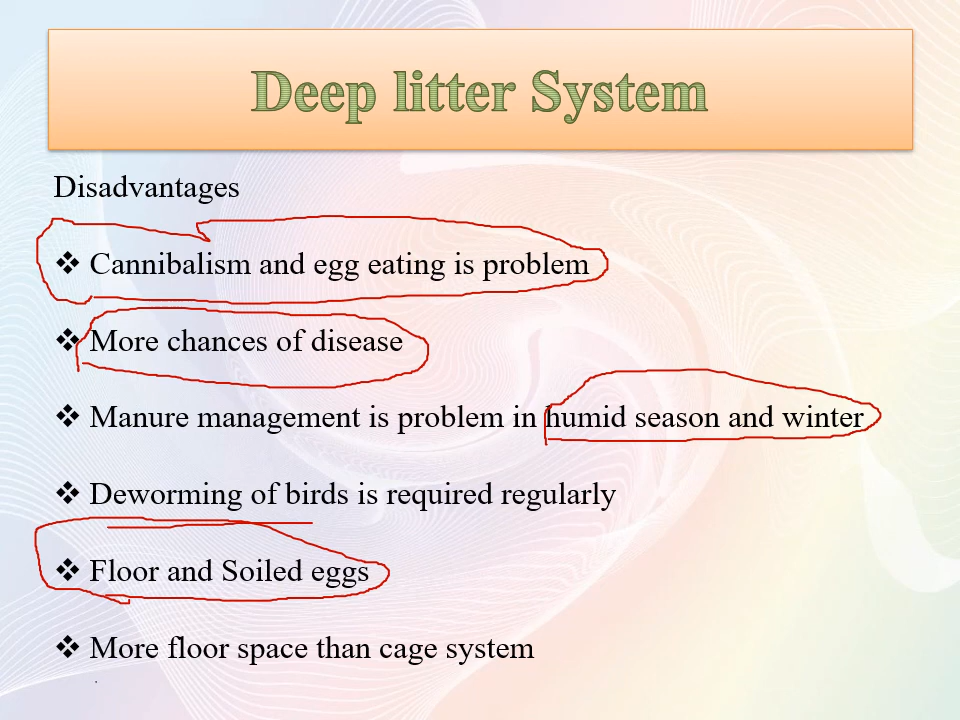 Deep litter System
Disadvantages
❖ Cannibalism and egg eating is problem
❖ More chances of disease
❖ Manure management is problem in humid season and winter
❖ Deworming of birds is required regularly
❖ Floor and Soiled eggs
❖ More floor space than cage system
.